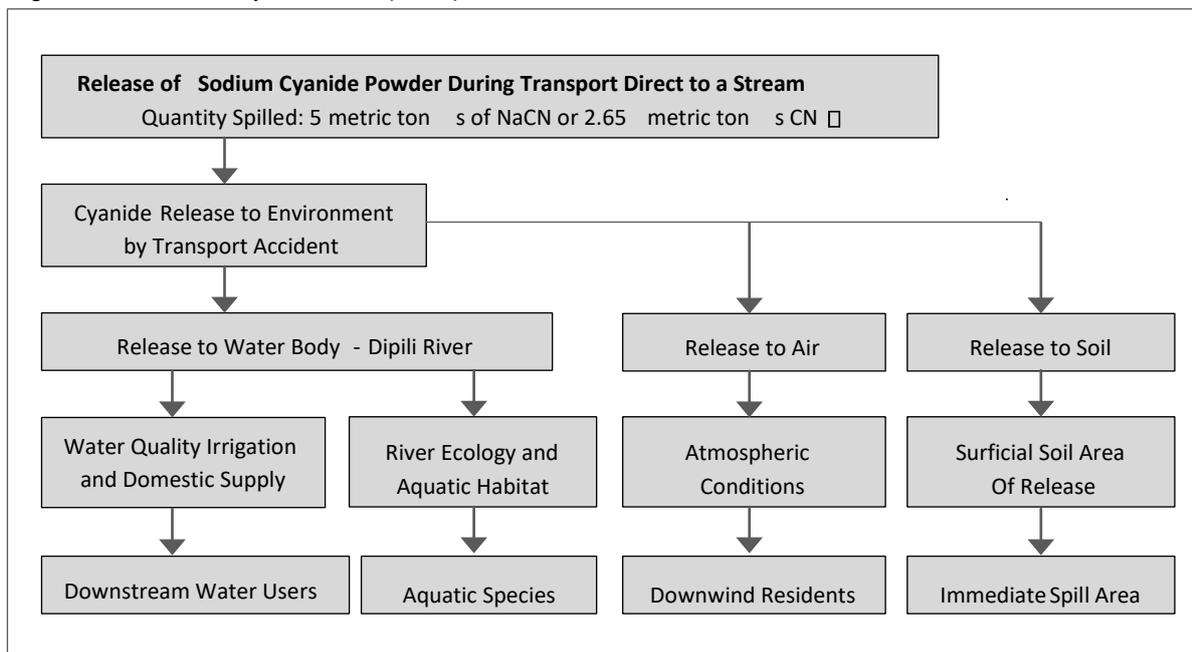 Release of Sodium Cyanide Powder During Transport Direct to a Stream
Quantity Spilled: 5 metric ton s of NaCN or 2.65 metric ton s CN
Cyanide Release to Environment
by Transport Accident
Release to Water Body - Dipili River
Release to Air
Release to Soil
Water Quality Irrigation
and Domestic Supply
River Ecology and
Aquatic Habitat
Atmospheric
Conditions
Surficial Soil Area
Of Release
Downstream Water Users
Aquatic Species
Downwind Residents
Immediate Spill Area